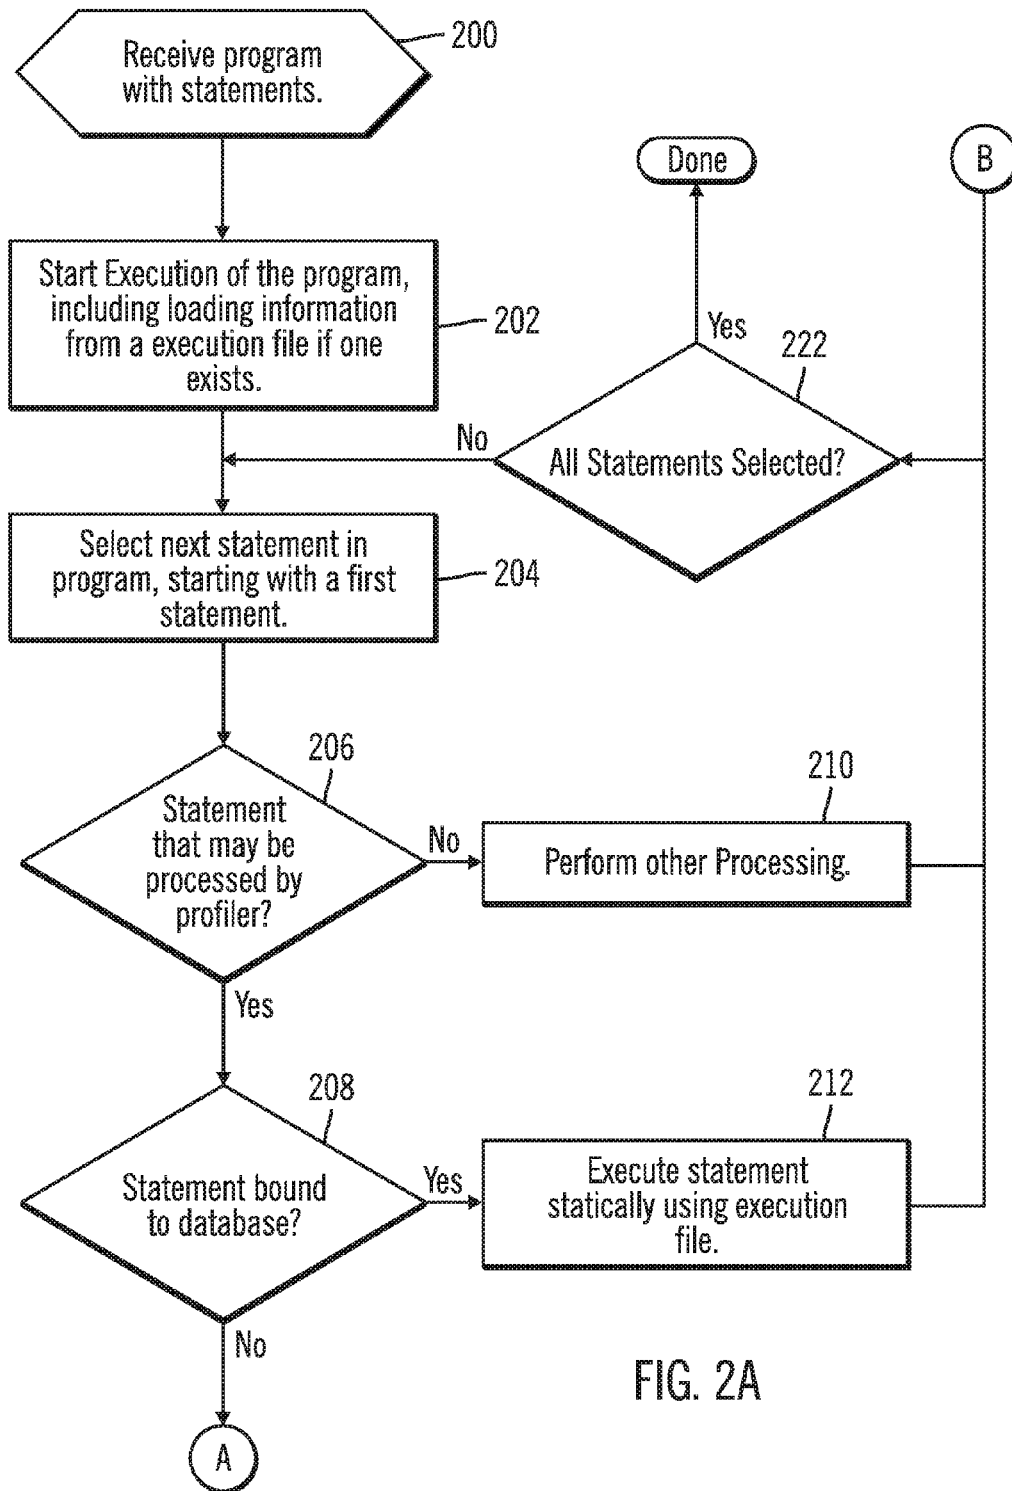 200
Receive program
with statements.
Done
B
Start Execution of the program,
including loading information
from a execution file if one
exists.
202
Yes
222
No
All Statements Selected?
Select next statement in
program, starting with a first
statement.
204
206
Statement
that may be
processed by
profiler?
No
210
Perform other Processing.
Yes
208
Statement bound
to database?
Yes
212
Execute statement
statically using execution
file.
No
A
FIG. 2A